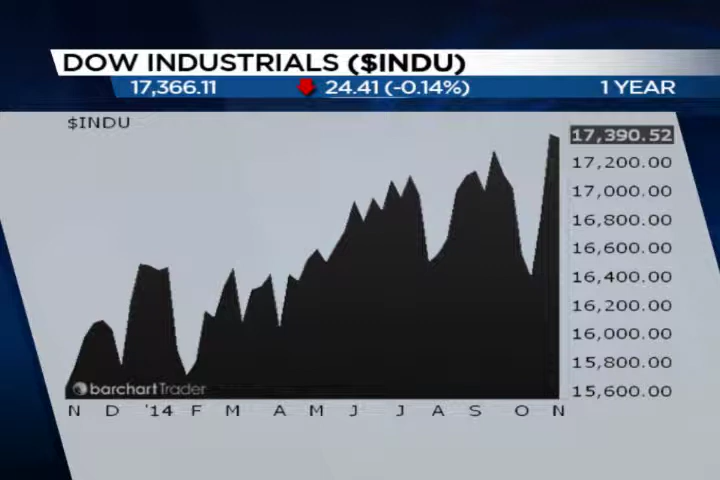 DOW INDUSTRIALS ($INDU)
17,366.11 24.41 (-0.14%) 1 YEAR
$INDU
17,390.52
17,200.00
17,000.00
16,800.00
16,600.00
16,400.00
16,200.00
16,000.00
15,800.00
15,600.00
barchartTrader
N D '14 F M A M J J A S O N